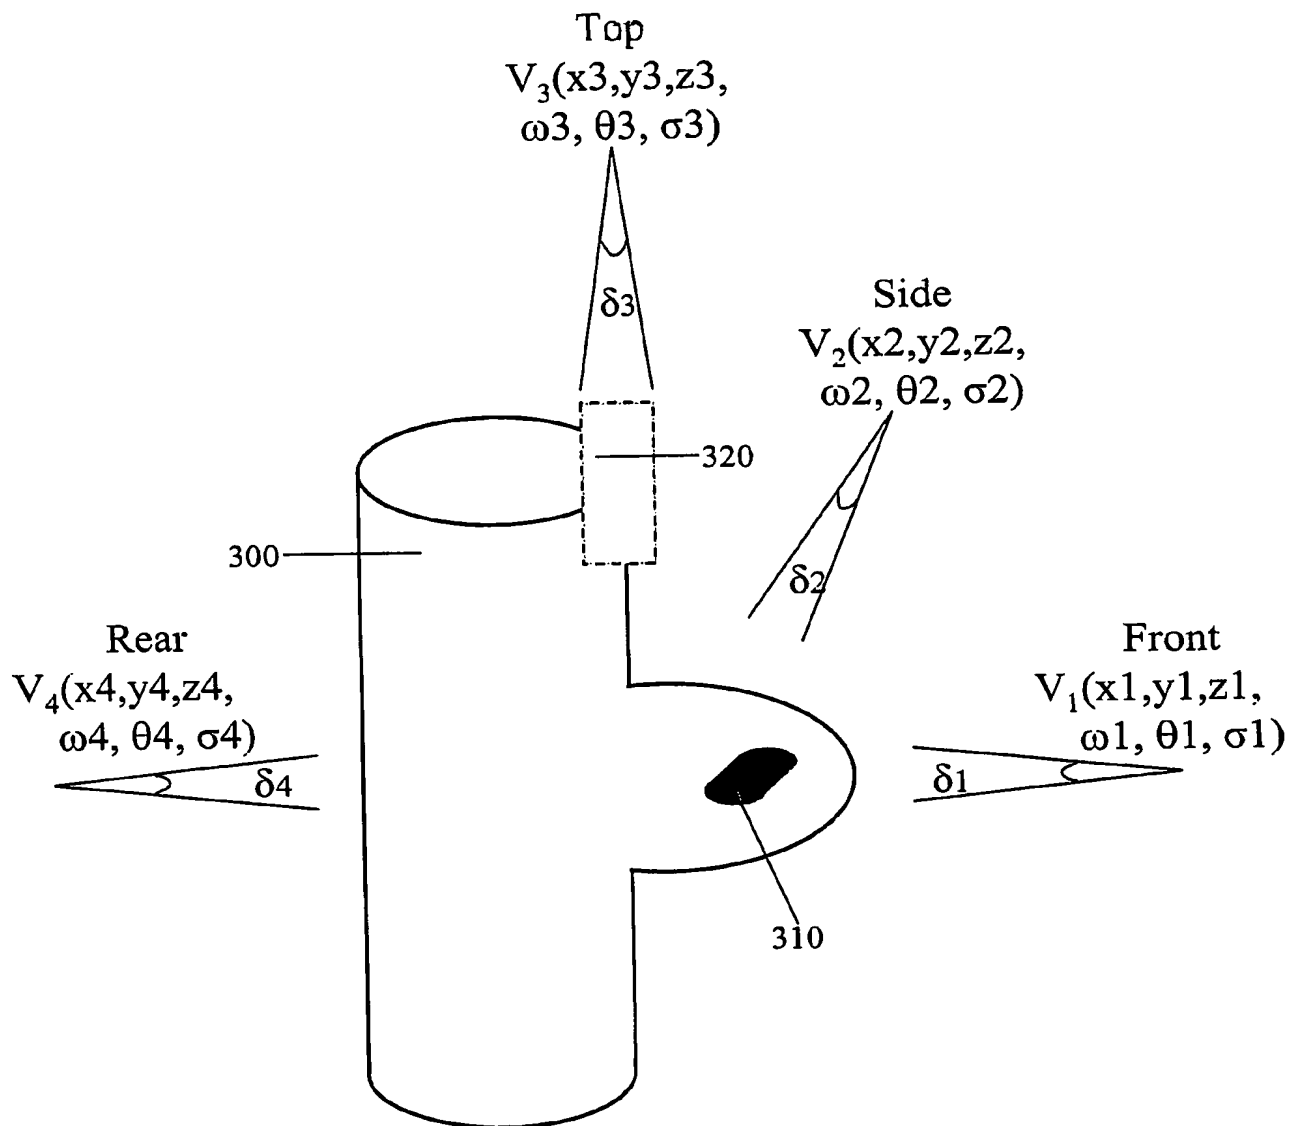 Top
V₃(x3,y3,z3,
ω3, θ3, σ3)
δ3
Side
V₂(x2,y2,z2,
ω2, θ2, σ2)
320
300
δ2
Rear
V₄(x4,y4,z4,
ω4, θ4, σ4)
δ4
Front
V₁(x1,y1,z1,
ω1, θ1, σ1)
δ1
310